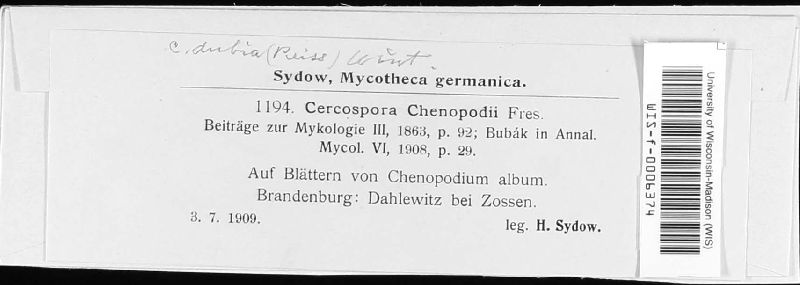 C. dubia (Reiss) Wint.
Sydow, Mycotheca germanica.
1194. Cercospora Chenopodii Fres.
Beiträge zur Mykologie III, 1863, p. 92; Bubák in Annal.
Mycol. VI, 1908, p. 29.
Auf Blättern von Chenopodium album.
Brandenburg: Dahlewitz bei Zossen.
3. 7. 1909.
leg. H. Sydow.
University of Wisconsin-Madison (WIS)
WIS-f-0006374